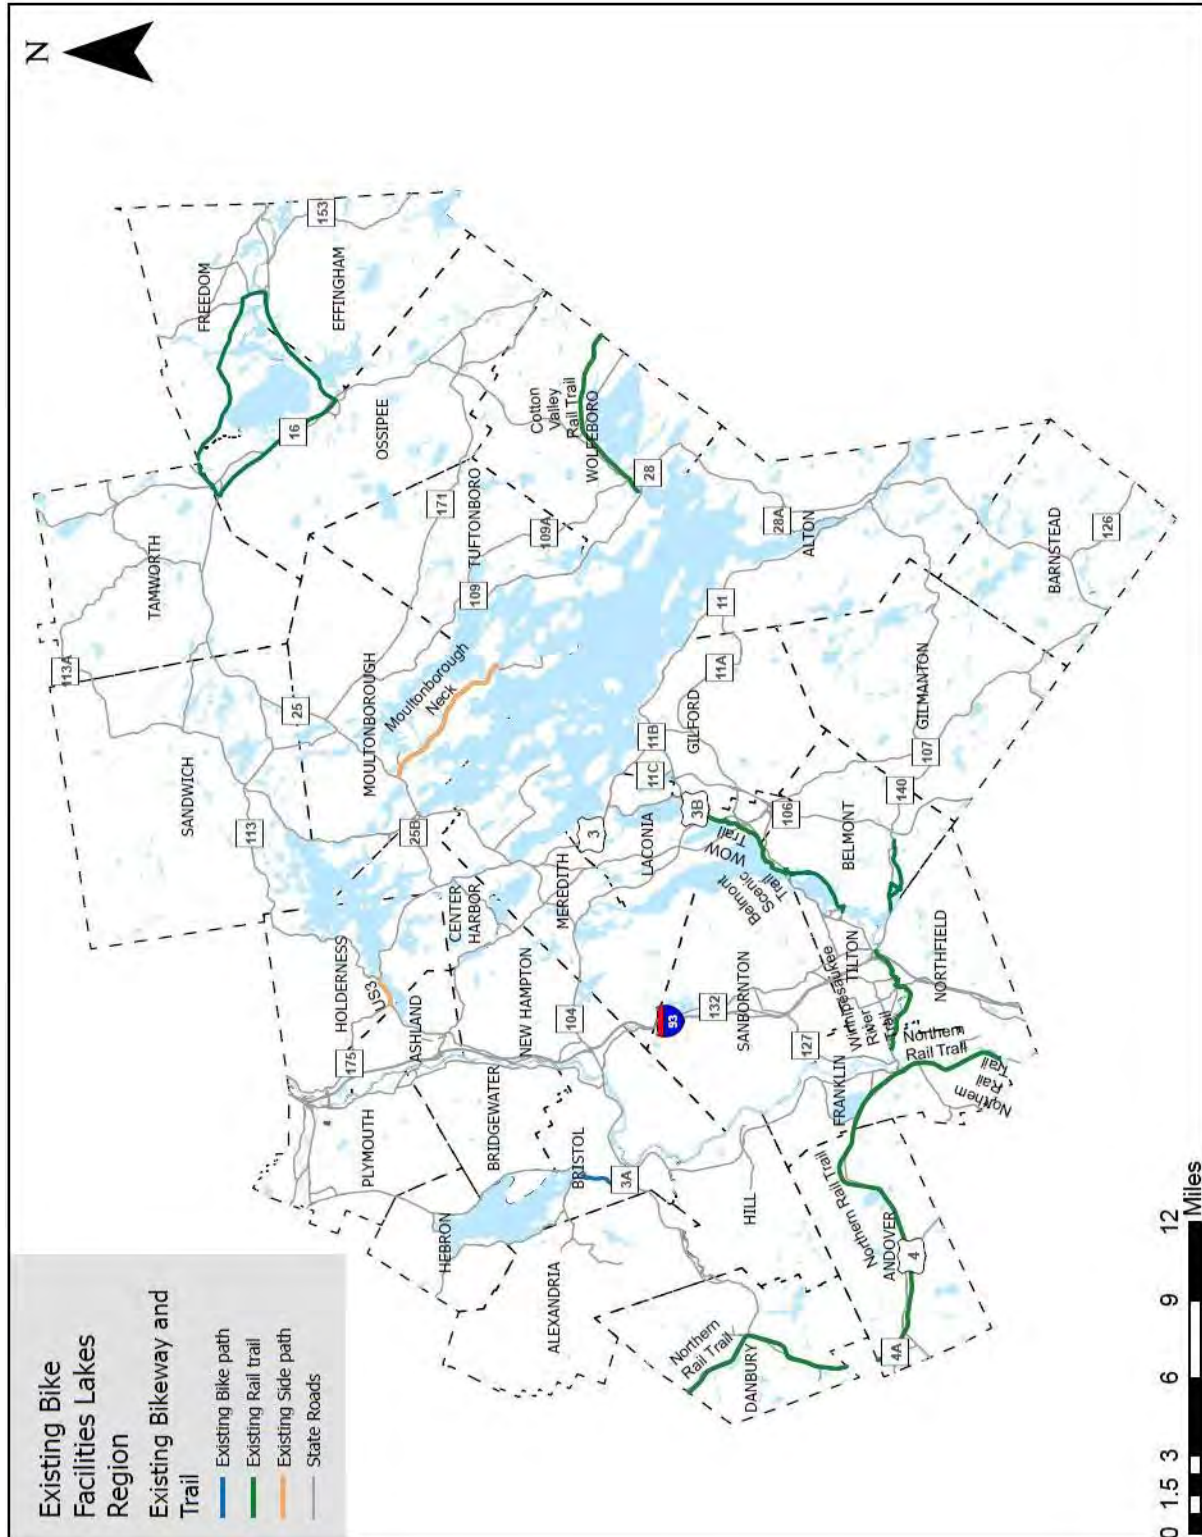 Existing Bike
Facilities Lakes
Region
Existing Bikeway and
Trail
Existing Bike path
Existing Rail trail
Existing Side path
State Roads
N
113A
TAMWORTH
SANDWICH
25
113
16
FREEDOM
153
EFFINGHAM
OSSIPEE
MOULTONBOROUGH
Moultonborough
Neck
171
TUFTONBORO
109
109A
Cotton
Valley
Rail Trail
WOLFEBORO
28
HOLDERNESS
US3
175
ASHLAND
CENTER
HARBOR
25B
PLYMOUTH
HEBRON
BRIDGEWATER
NEW HAMPTON
MEREDITH
3
104
BRISTOL
3A
ALEXANDRIA
93
LACONIA
11C
11B
3B
GILFORD
11A
11
28A
ALTON
WOW
Trail
Belmont
Scenic
Trail
132
SANBORNTON
127
HILL
106
BELMONT
140
107
GILMANTON
BARNSTEAD
126
Northern
Rail Trail
DANBURY
Winnipesaukee
River
Trail
TILTON
NORTHFIELD
FRANKLIN
Northern
Rail Trail
Northern
Rail
Trail
Northern Rail Trail
ANDOVER
4
4A
4
0 1.5 3 6 9 12
Miles